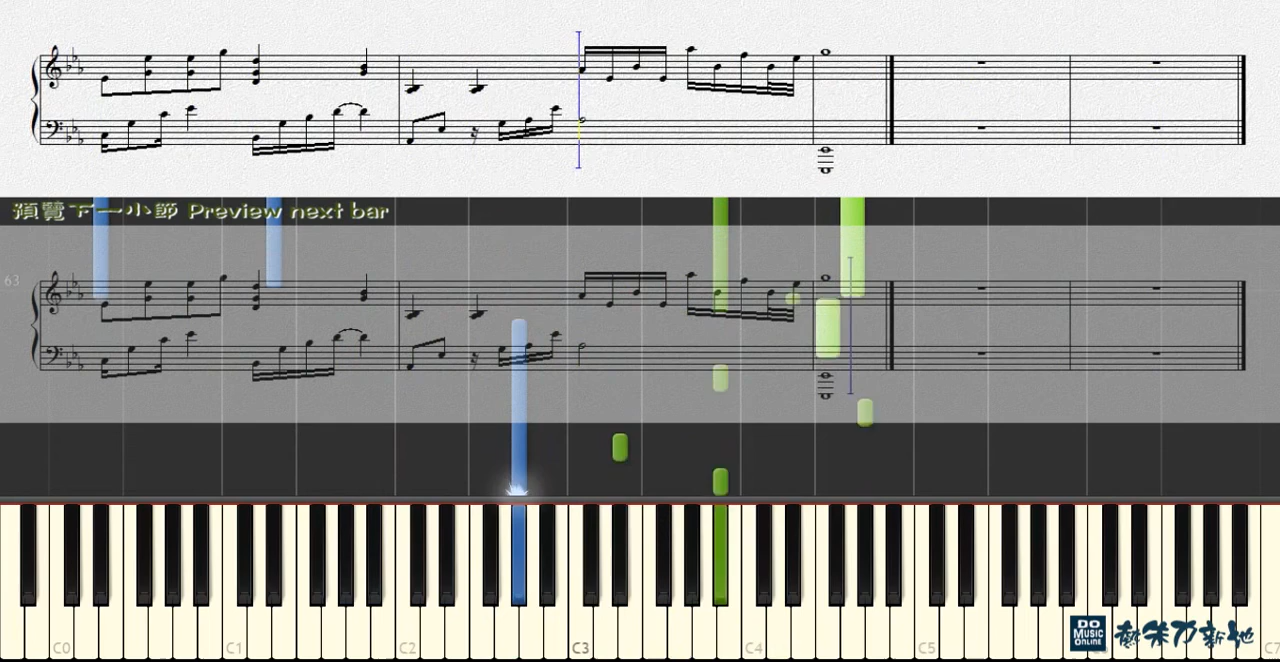 預覽下一小節 Preview next bar
63
C0 C1 C2 C3 C4 C5 C7
DO
MUSIC
ONLINE